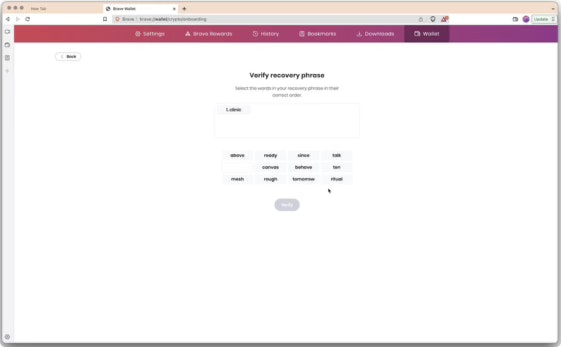 New Tab
Brave Wallet
Brave | brave://wallet/crypto/onboarding
Update
Settings
Brave Rewards
History
Bookmarks
Downloads
Wallet
Back
Verify recovery phrase
Select the words in your recovery phrase in their
correct order.
1. clinic
above ready since talk
canvas behave ten
mesh rough tomorrow ritual
Verify